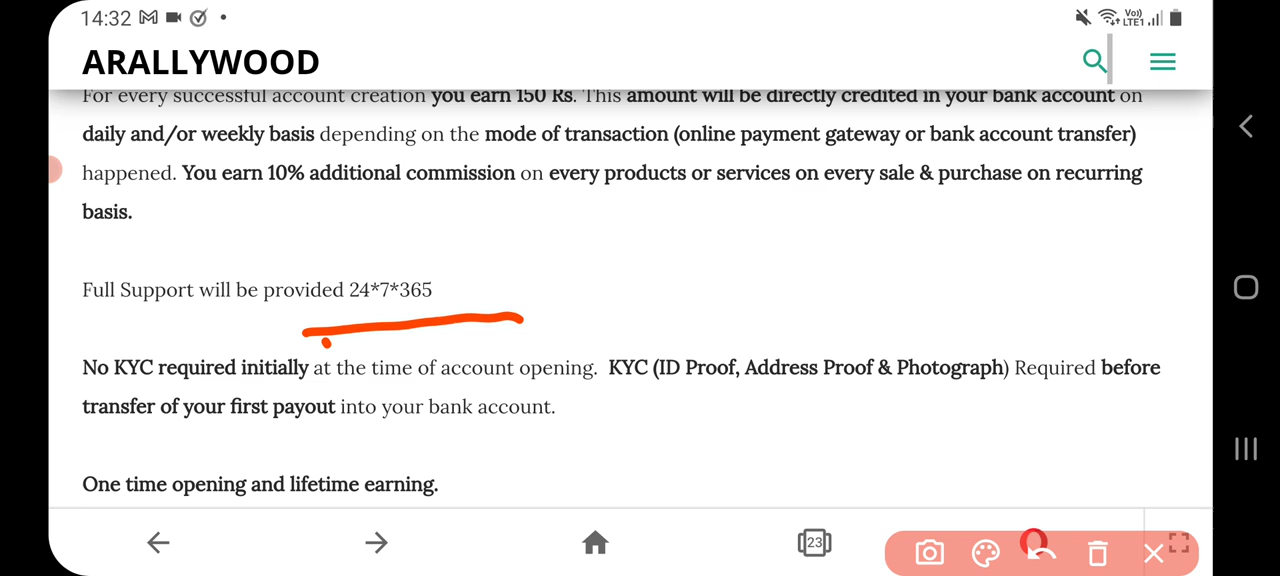 14:32
Vo))
LTE1
ARALLYWOOD
For every successful account creation you earn 150 Rs. This amount will be directly credited in your bank account on
daily and/or weekly basis depending on the mode of transaction (online payment gateway or bank account transfer)
happened. You earn 10% additional commission on every products or services on every sale & purchase on recurring
basis.
Full Support will be provided 24*7*365
No KYC required initially at the time of account opening. KYC (ID Proof, Address Proof & Photograph) Required before
transfer of your first payout into your bank account.
One time opening and lifetime earning.
23